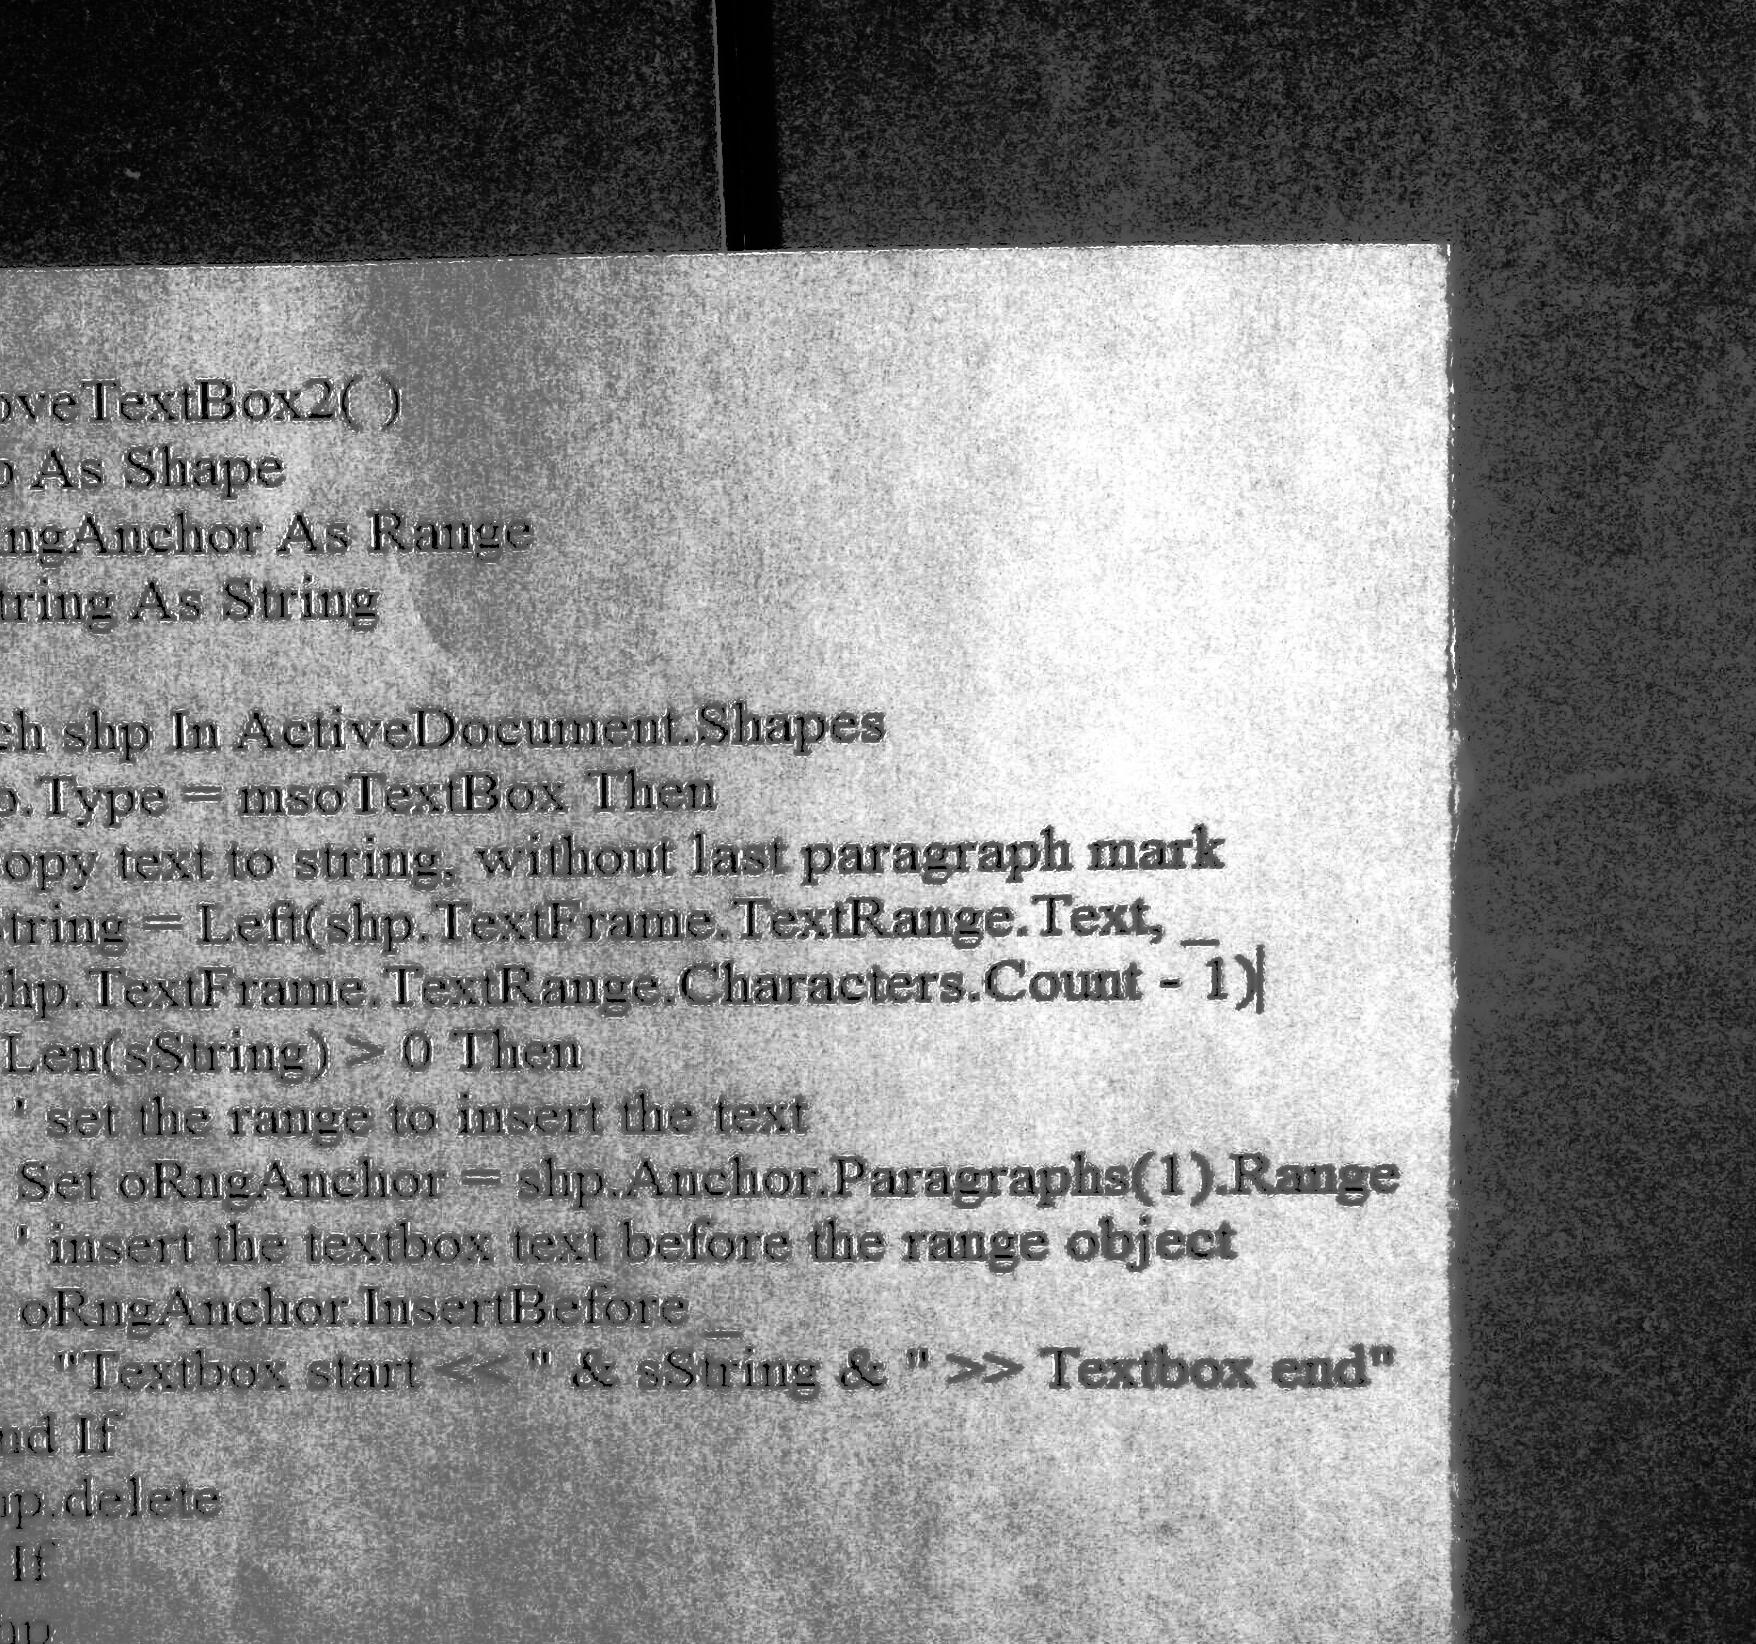 oveTextBox2( )
p As Shape
ngAnchor As Range
tring As String
ch shp In ActiveDocument.Shapes
p.Type = msoTextBox Then
opy text to string, without last paragraph mark
String = Left(shp.TextFrame.TextRange.Text, _
shp.TextFrame.TextRange.Characters.Count - 1)
Len(sString) > 0 Then
' set the range to insert the text
Set oRngAnchor = shp.Anchor.Paragraphs(1).Range
' insert the textbox text before the range object
oRngAnchor.InsertBefore _
"Textbox start << " & sString & " >> Textbox end"
nd If
hp.delete
If
hp